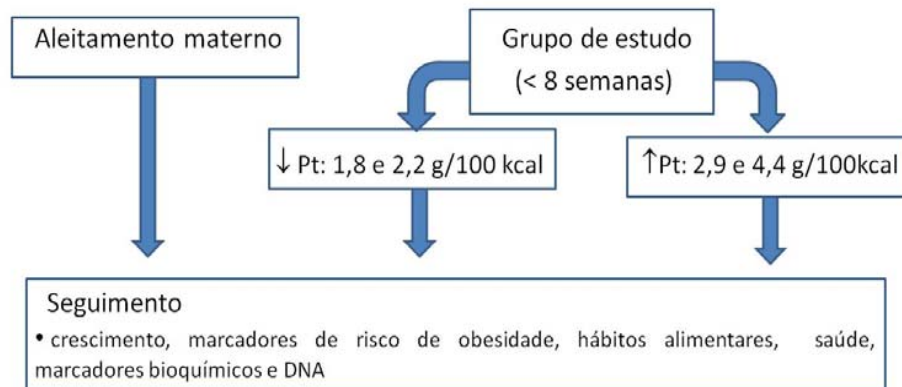 Aleitamento materno
Grupo de estudo
(< 8 semanas)
↓ Pt: 1,8 e 2,2 g/100 kcal
↑Pt: 2,9 e 4,4 g/100kcal
Seguimento
• crescimento, marcadores de risco de obesidade, hábitos alimentares, saúde,
marcadores bioquímicos e DNA